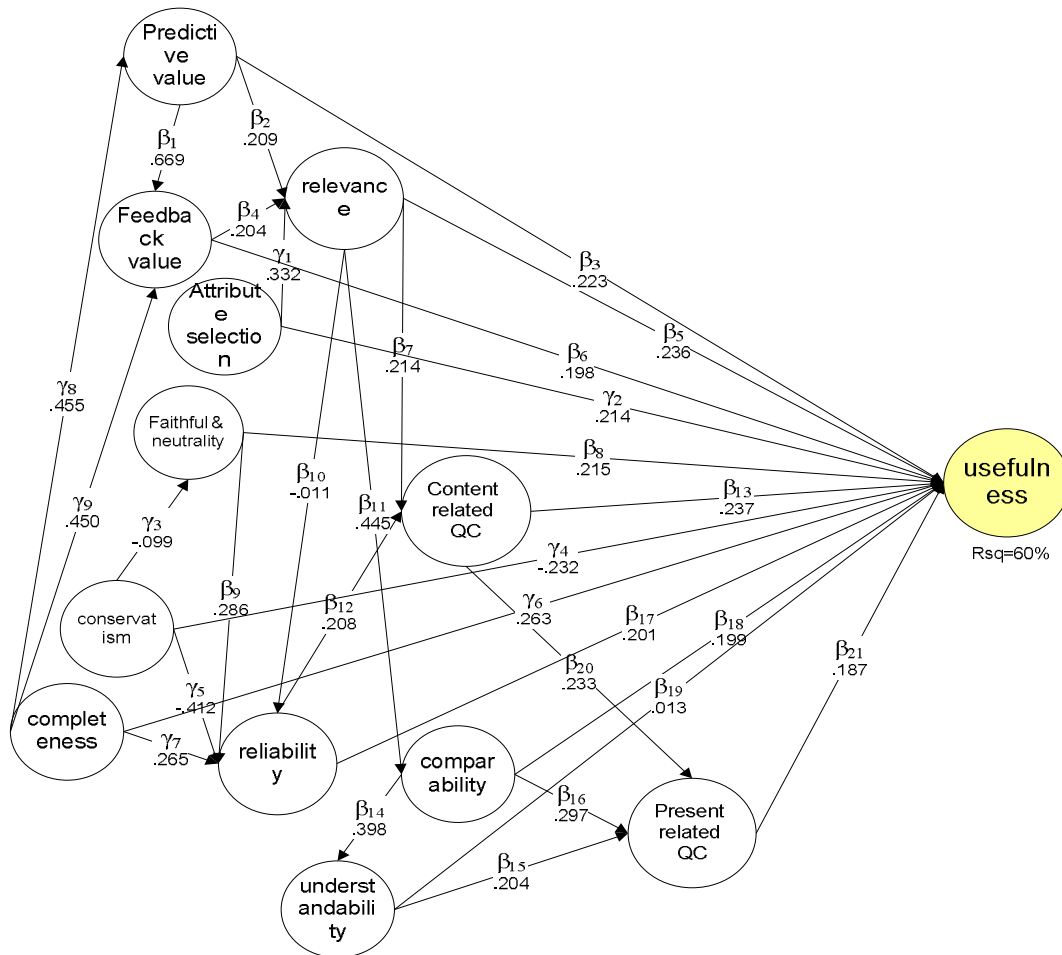 Predicti
ve value
β1
.669
β2
.209
relevanc
e
Feedba
ck value
β4
.204
γ1
.332
Attribut
e
selectio
n
β3
.223
β5
.236
β6
.198
β7
.214
γ2
.214
γ8
.455
Faithful &
neutrality
β8
.215
usefuln
ess
Rsq=60%
γ9
.450
β10
-.011
Content
related
QC
β13
.237
β11
.445
γ3
-.099
γ4
-.232
conservat
ism
β9
.286
β12
.208
γ6
.263
β17
.201
β18
.199
β21
.187
β20
.233
β19
.013
complet
eness
γ5
-.412
γ7
.265
reliabilit
y
compar
ability
β14
.398
β16
.297
Present
related
QC
β15
.204
underst
andabili
ty